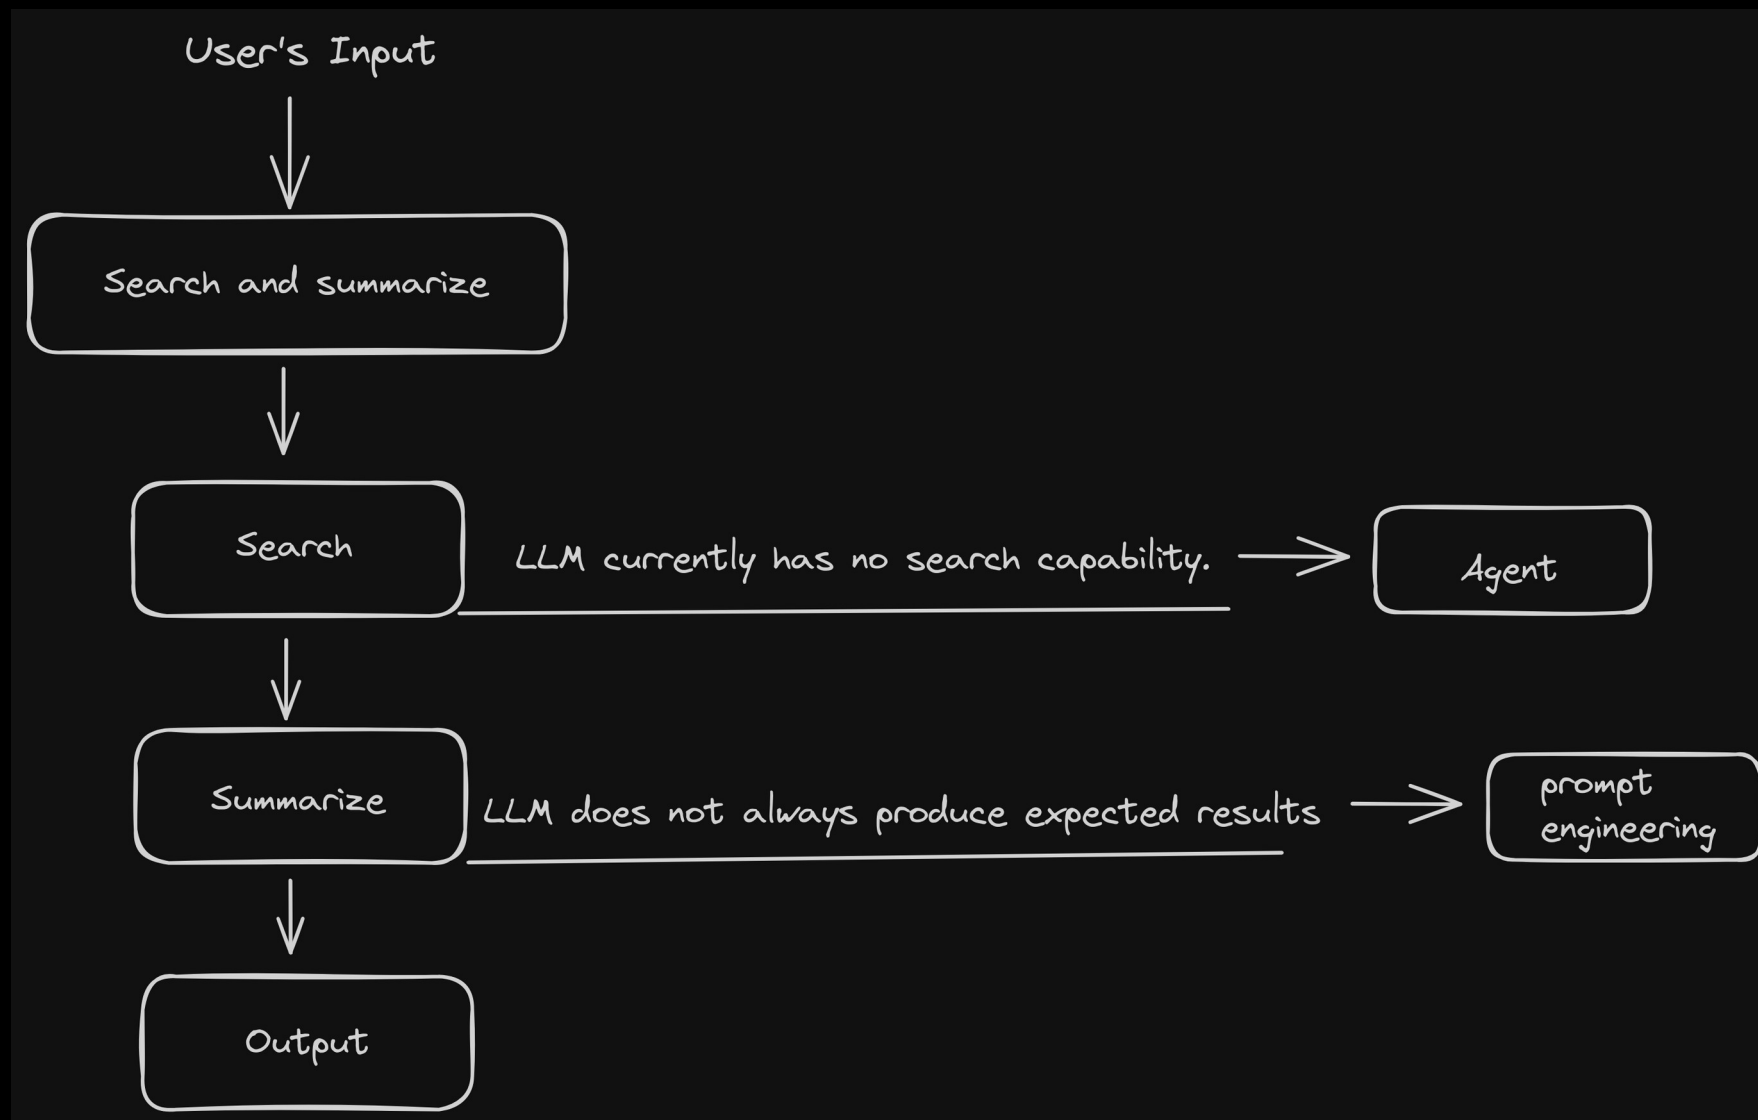 User's Input
Search and summarize
Search
LLM currently has no search capability.
Agent
Summarize
LLM does not always produce expected results
prompt
engineering
Output